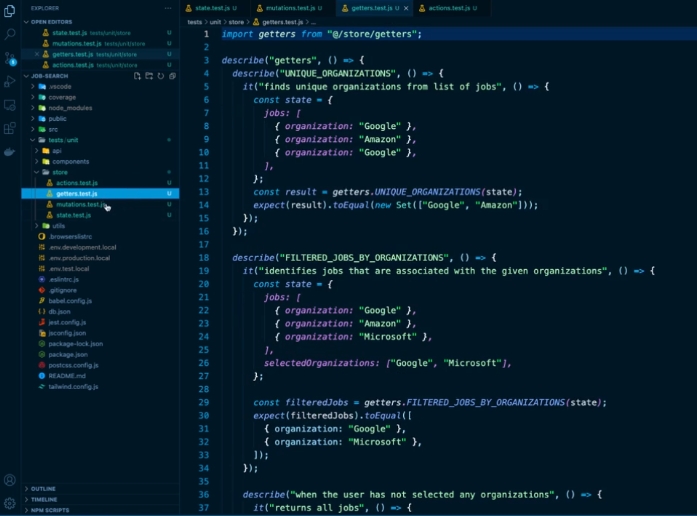 EXPLORER
OPEN EDITORS
state.test.js tests/unit/store U
mutations.test.js tests/unit/store U
getters.test.js tests/unit/store U
actions.test.js tests/unit/store U
JOB-SEARCH
.vscode
coverage
node_modules
public
src
tests/unit
api
components
store
actions.test.js U
getters.test.js U
mutations.test.js U
state.test.js U
utils
.browserslistrc
.env.development.local
.env.production.local
.env.test.local
.eslintrc.js
.gitignore
babel.config.js
db.json
jest.config.js
jsconfig.json
package-lock.json
package.json
postcss.config.js
README.md
tailwind.config.js
OUTLINE
TIMELINE
NPM SCRIPTS
state.test.js U mutations.test.js U getters.test.js U actions.test.js U
tests > unit > store > getters.test.js > ...
1 import getters from "@/store/getters";
2
3 describe("getters", () => {
4 describe("UNIQUE_ORGANIZATIONS", () => {
5 it("finds unique organizations from list of jobs", () => {
6 const state = {
7 jobs: [
8 { organization: "Google" },
9 { organization: "Amazon" },
10 { organization: "Google" },
11 ],
12 };
13 const result = getters.UNIQUE_ORGANIZATIONS(state);
14 expect(result).toEqual(new Set(["Google", "Amazon"]));
15 });
16 });
17
18 describe("FILTERED_JOBS_BY_ORGANIZATIONS", () => {
19 it("identifies jobs that are associated with the given organizations", () => {
20 const state = {
21 jobs: [
22 { organization: "Google" },
23 { organization: "Amazon" },
24 { organization: "Microsoft" },
25 ],
26 selectedOrganizations: ["Google", "Microsoft"],
27 };
28
29 const filteredJobs = getters.FILTERED_JOBS_BY_ORGANIZATIONS(state);
30 expect(filteredJobs).toEqual([
31 { organization: "Google" },
32 { organization: "Microsoft" },
33 ]);
34 });
35
36 describe("when the user has not selected any organizations", () => {
37 it("returns all jobs", () => {